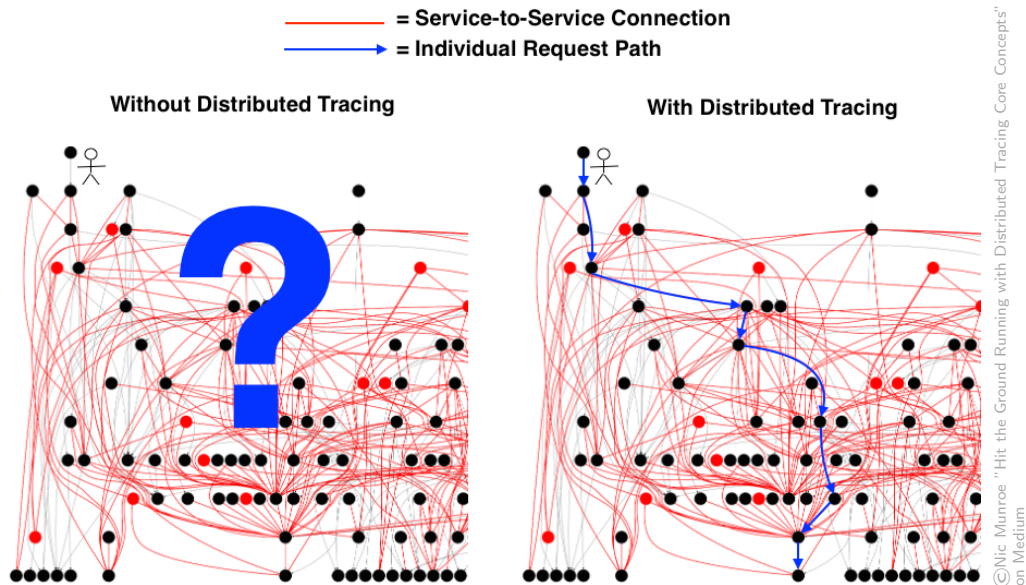 = Service-to-Service Connection
= Individual Request Path
Without Distributed Tracing
With Distributed Tracing
?
©Nic Munroe "Hit the Ground Running with Distributed Tracing Core Concepts"
on Medium